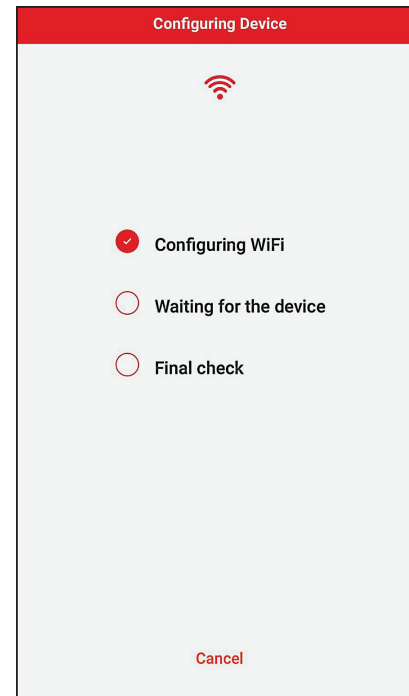 Configuring Device
Configuring WiFi
Waiting for the device
Final check
Cancel